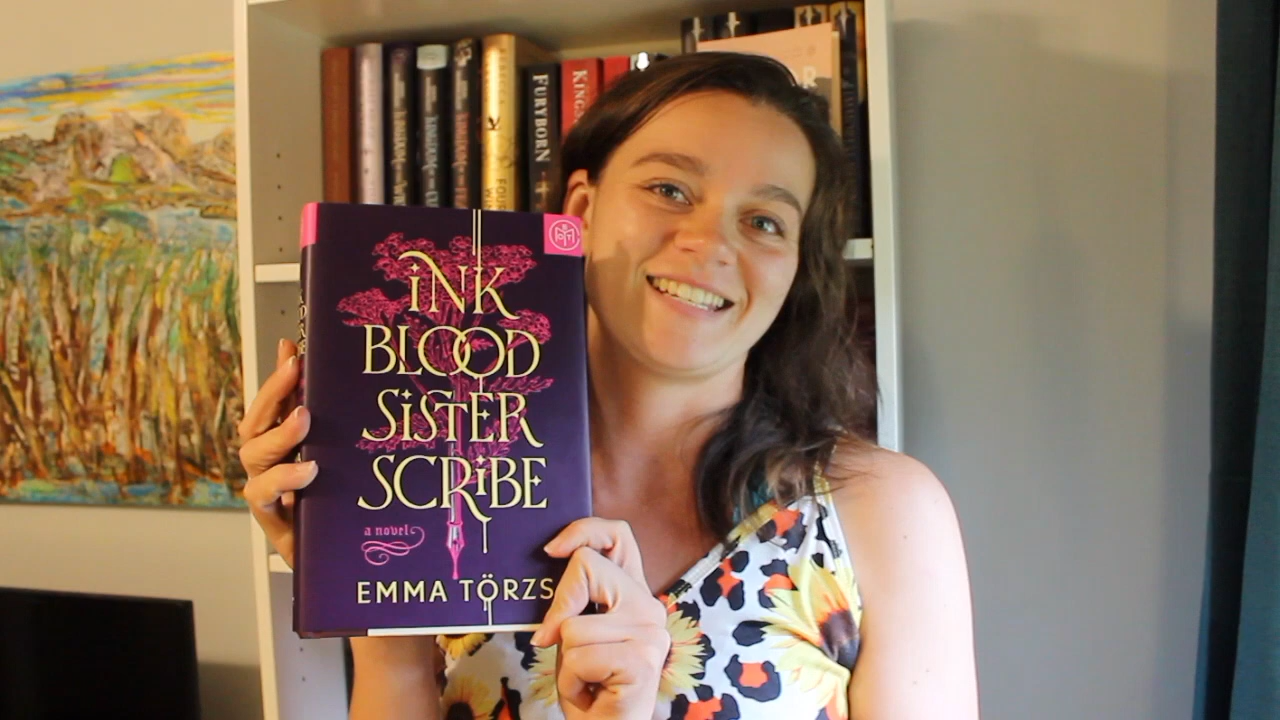 FURYBORN
KING
R
iNK
BLOOD
SiSTER
SCRiBE
a novel
EMMA TÖRZS